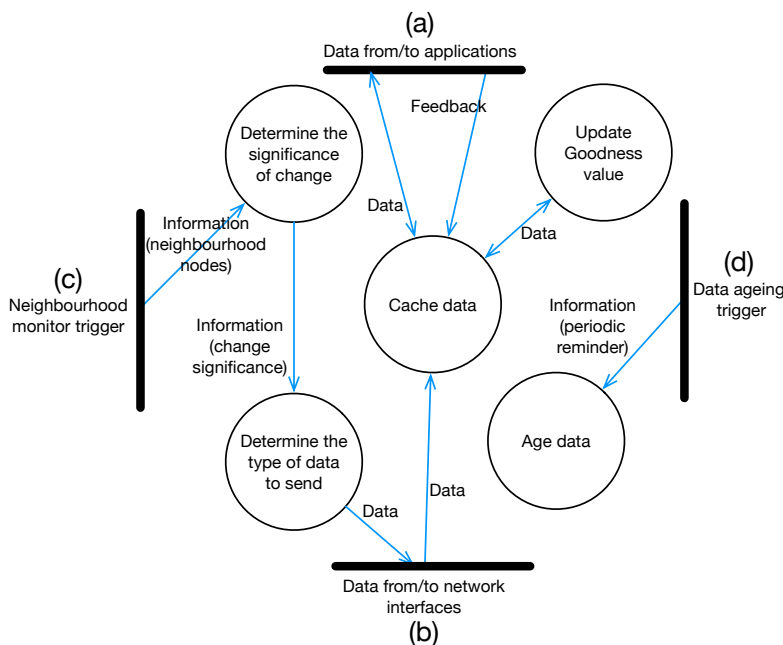 (a)
Data from/to applications
Feedback
Determine the
significance
of change
Update
Goodness
value
Data
Data
Information
(neighbourhood
nodes)
(c)
Neighbourhood
monitor trigger
(d)
Data ageing
trigger
Cache data
Information
(periodic
reminder)
Information
(change
significance)
Determine the
type of data
to send
Age data
Data
Data
Data from/to network
interfaces
(b)